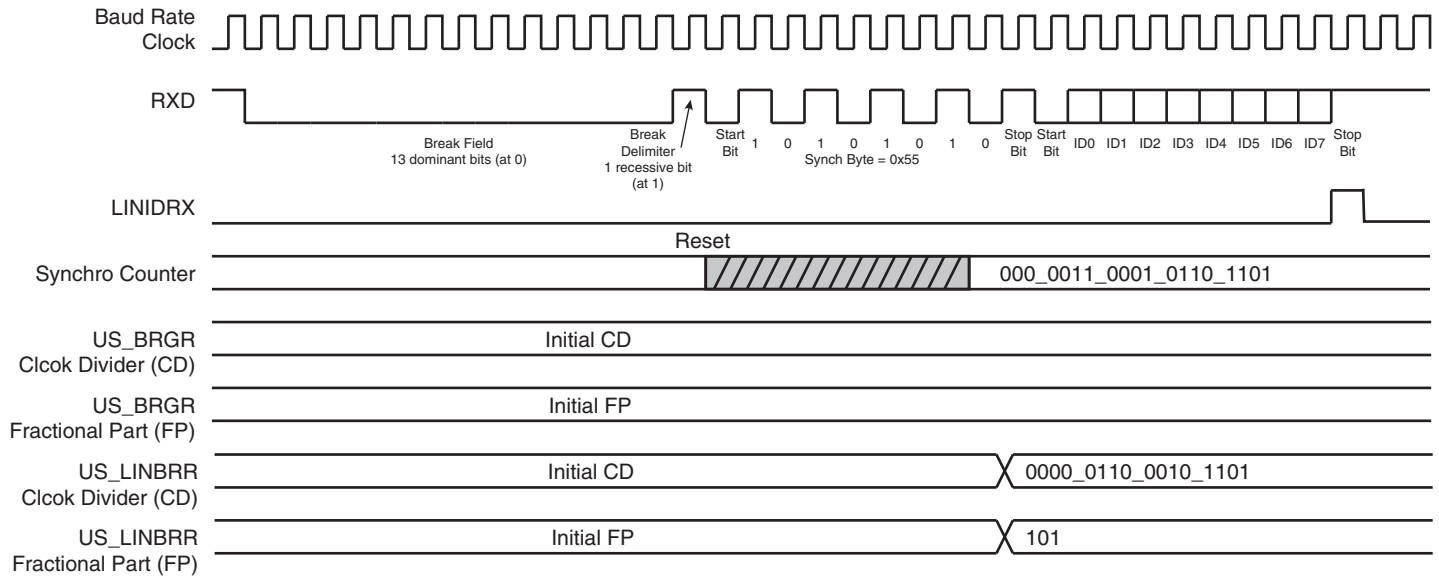 Baud Rate
Clock
RXD
Break Field
13 dominant bits (at 0)
Break
Delimiter
1 recessive bit
(at 1)
Start
Bit
1 0 1 0 1 0 1 0
Synch Byte = 0x55
Stop
Bit
Start
Bit
ID0 ID1 ID2 ID3 ID4 ID5 ID6 ID7
Stop
Bit
LINIDRX
Reset
Synchro Counter
000_0011_0001_0110_1101
US_BRGR
Clcok Divider (CD)
Initial CD
US_BRGR
Fractional Part (FP)
Initial FP
US_LINBRR
Clcok Divider (CD)
Initial CD
0000_0110_0010_1101
US_LINBRR
Fractional Part (FP)
Initial FP
101